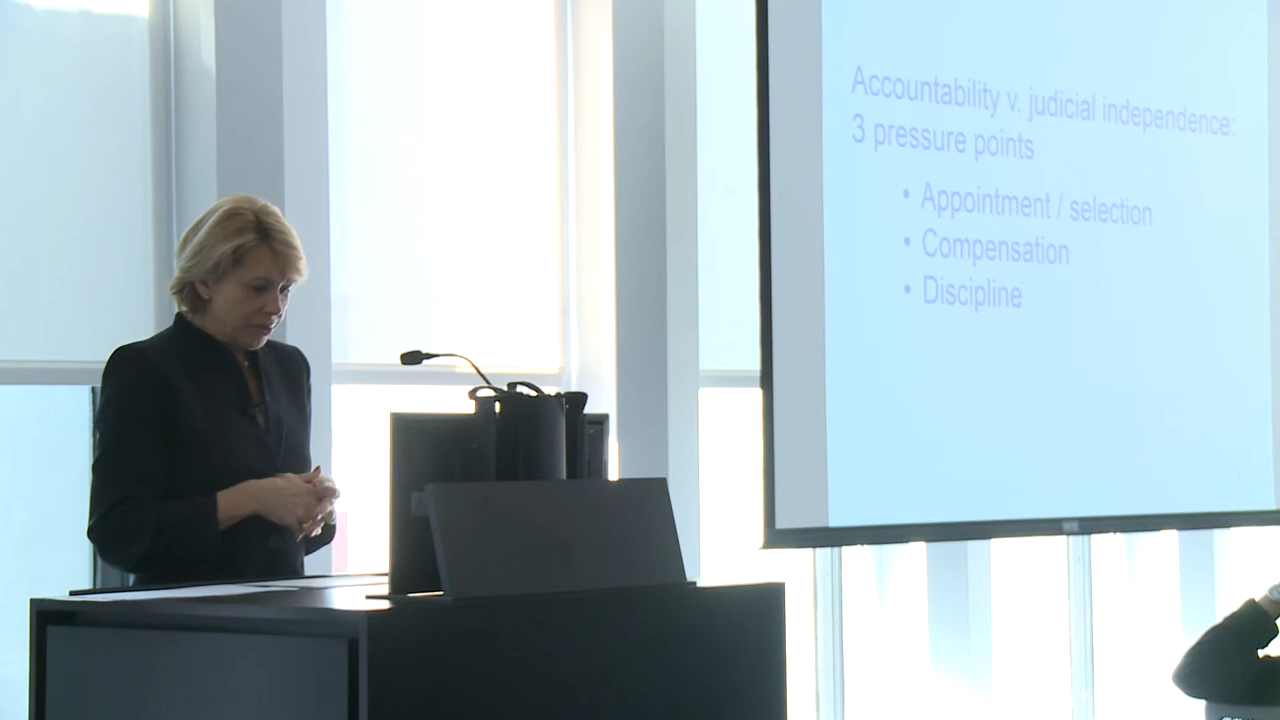 Accountability v. judicial independence:
3 pressure points
• Appointment / selection
• Compensation
• Discipline